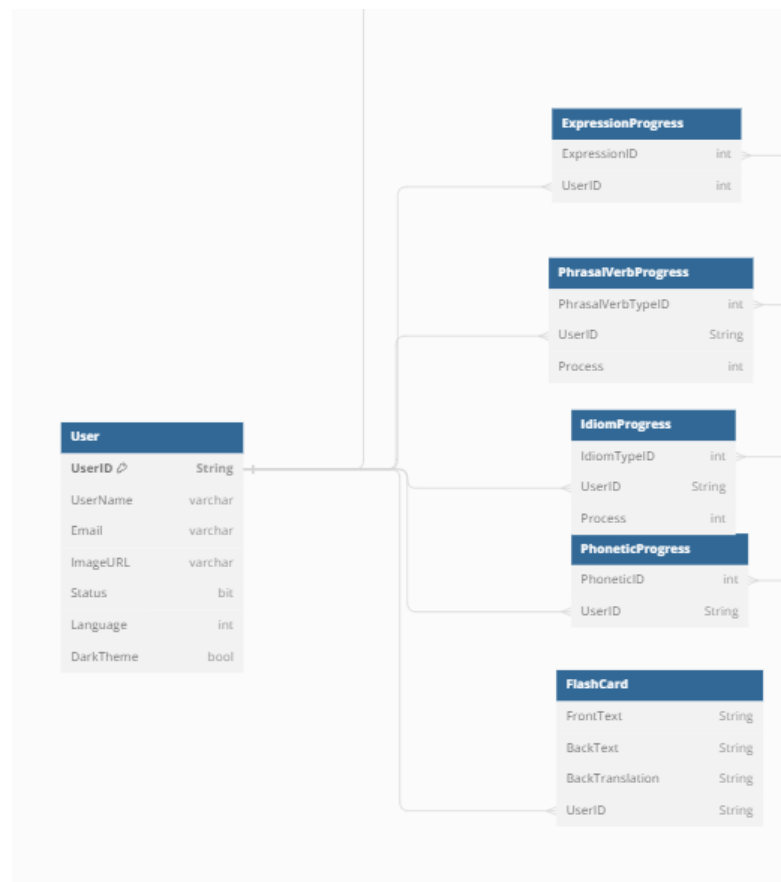 ExpressionProgress
ExpressionID int
UserID int
PhrasalVerbProgress
PhrasalVerbTypeID int
UserID String
Process int
User
UserID String
UserName varchar
Email varchar
ImageURL varchar
Status bit
Language int
DarkTheme bool
IdiomProgress
IdiomTypeID int
UserID String
Process int
PhoneticProgress
PhoneticID int
UserID String
FlashCard
FrontText String
BackText String
BackTranslation String
UserID String